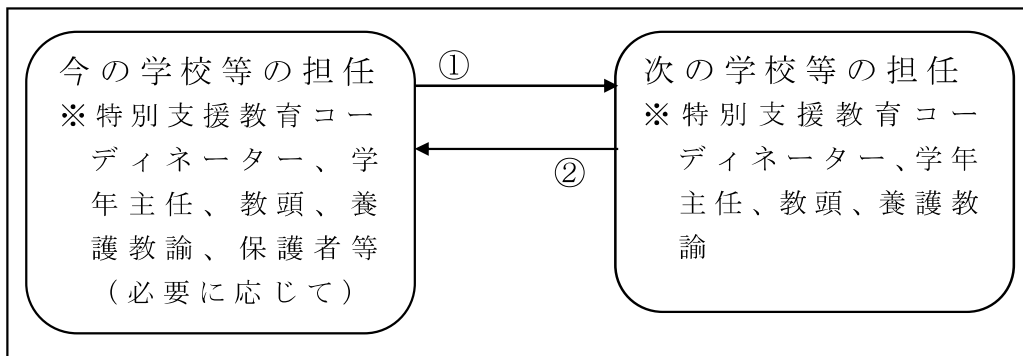 今の学校等の担任
※特別支援教育コー
ディネーター、学
年主任、教頭、養
護教諭、保護者等
（必要に応じて）
①
②
次の学校等の担任
※特別支援教育コー
ディネーター、学年
主任、教頭、養護教
諭